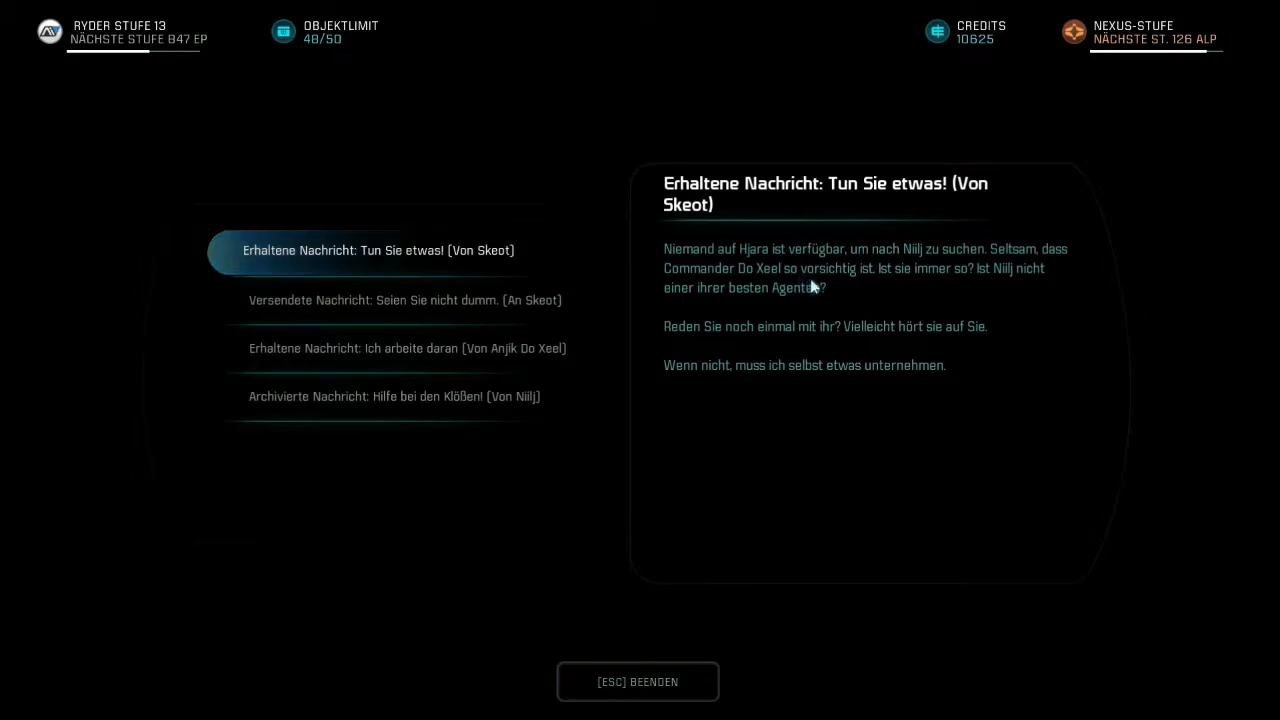 RYDER STUFE 13
NÄCHSTE STUFE 847 EP
OBJEKTLIMIT
48/50
CREDITS
10625
NEXUS-STUFE
NÄCHSTE ST. 126 ALP
Erhaltene Nachricht: Tun Sie etwas! (Von Skeot)
Versendete Nachricht: Seien Sie nicht dumm. (An Skeot)
Erhaltene Nachricht: Ich arbeite daran (Von Anjik Do Xeel)
Archivierte Nachricht: Hilfe bei den Klößen! (Von Niilj)
Erhaltene Nachricht: Tun Sie etwas! (Von
Skeot)
Niemand auf Hjara ist verfügbar, um nach Niilj zu suchen. Seltsam, dass
Commander Do Xeel so vorsichtig ist. Ist sie immer so? Ist Niilj nicht
einer ihrer besten Agenten?
Reden Sie noch einmal mit ihr? Vielleicht hört sie auf Sie.
Wenn nicht, muss ich selbst etwas unternehmen.
[ESC] BEENDEN